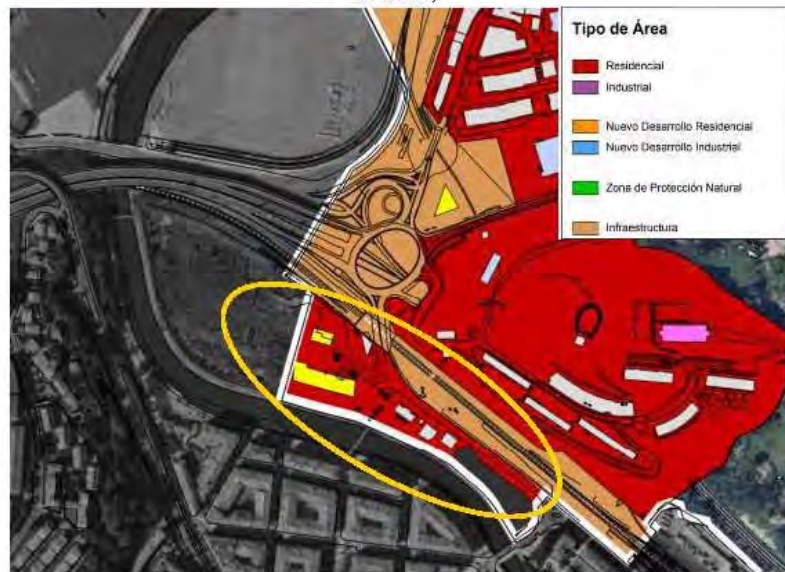 Tipo de Área
Residencial
Industrial
Nuevo Desarrollo Residencial
Nuevo Desarrollo Industrial
Zona de Protección Natural
Infraestructura